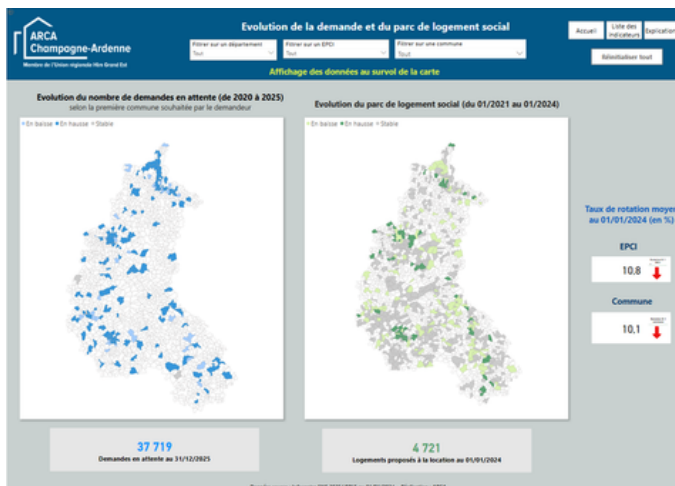 ARCA
Champagne-Ardenne
Membre de l'Union régionale Hlm Grand Est
Evolution de la demande et du parc de logement social
Filtrer sur un département
Tout
Filtrer sur un EPCI
Tout
Filtrer sur une commune
Tout
Accueil
Liste des
indicateurs
Explication
Réinitialiser tout
Affichage des données au survol de la carte
Evolution du nombre de demandes en attente (de 2020 à 2025)
selon la première commune souhaitée par le demandeur
En baisse En hausse Stable
Evolution du parc de logement social (du 01/2021 au 01/2024)
En baisse En hausse Stable
Taux de rotation moyen
au 01/01/2024 (en %)
EPCI
10,8
Commune
10,1
37 719
Demandes en attente au 31/12/2025
4 721
Logements proposés à la location au 01/01/2024